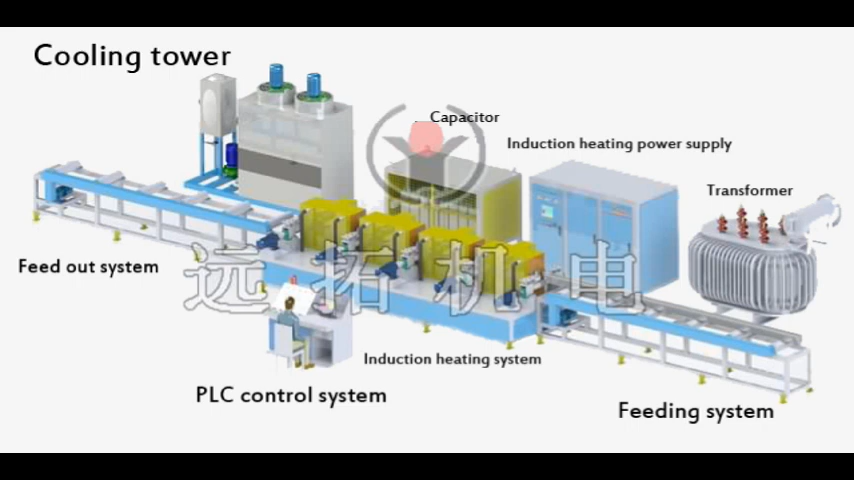 Cooling tower
Capacitor
Induction heating power supply
Transformer
Feed out system
远拓机电
Induction heating system
PLC control system
Feeding system